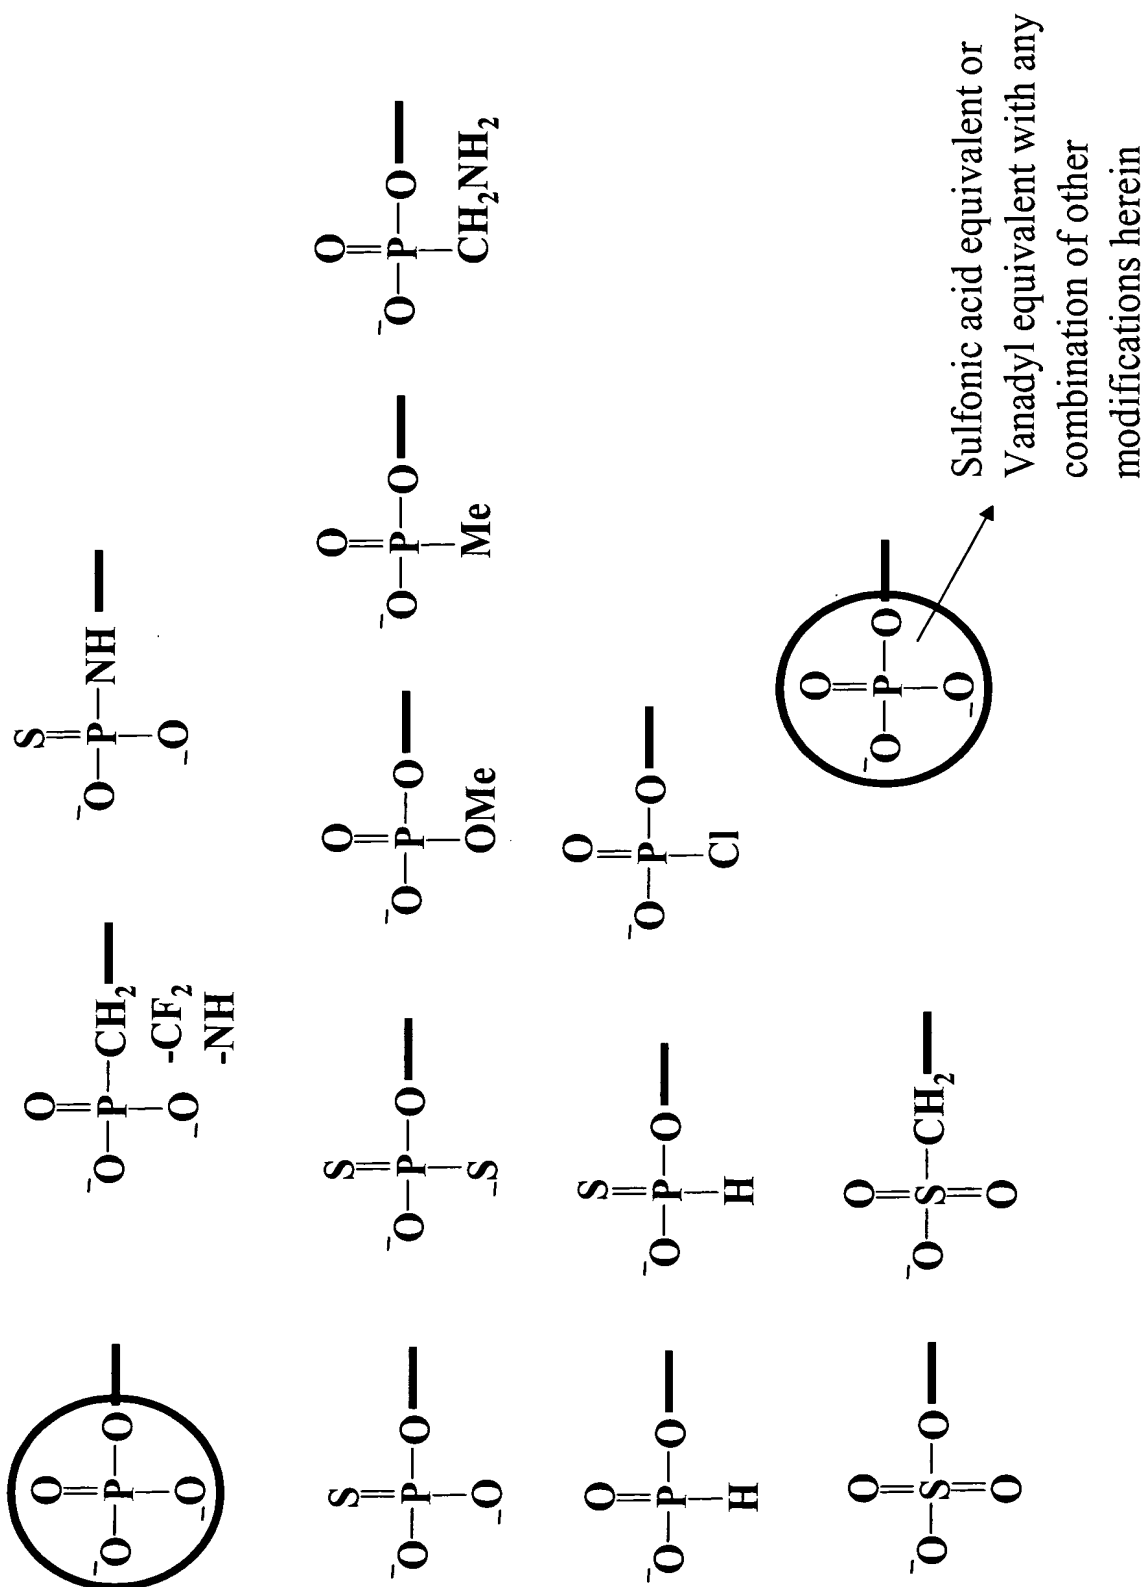 O
⁻O-P-O
⁻O
O
⁻O-P-CH₂
⁻O
-CF₂
-NH
S
⁻O-P-NH
⁻O
S
⁻O-P-O
⁻O
S
⁻O-P-O
⁻S
O
⁻O-P-O
OMe
O
⁻O-P-O
Me
O
⁻O-P-O
CH₂NH₂
O
⁻O-P-O
H
S
⁻O-P-O
H
O
⁻O-P-O
Cl
O
⁻O-S-O
O
O
⁻O-S-CH₂
O
O
⁻O-P-O
⁻O
Sulfonic acid equivalent or
Vanadyl equivalent with any
combination of other
modifications herein